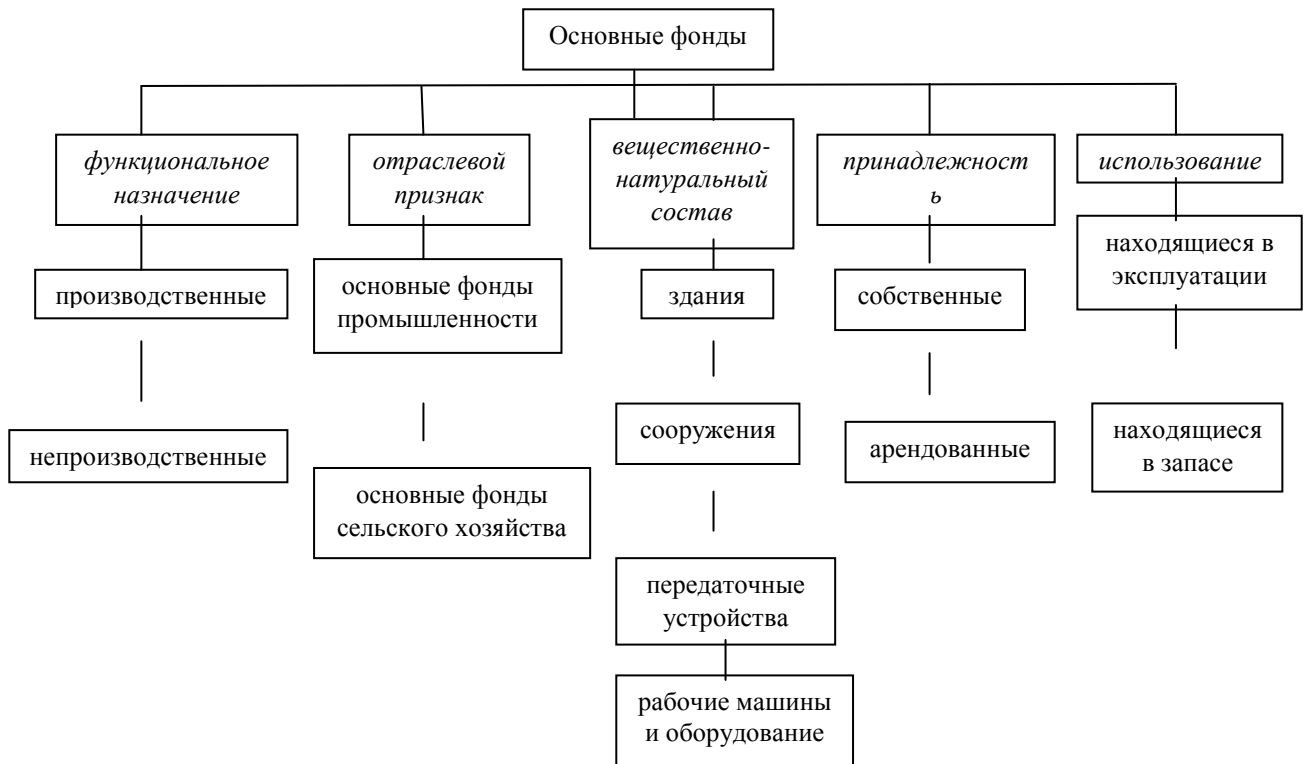 Основные фонды
функциональное
назначение
производственные
непроизводственные
отраслевой
признак
основные фонды
промышленности
основные фонды
сельского хозяйства
вещественно-
натуральный
состав
здания
сооружения
передаточные
устройства
рабочие машины
и оборудование
принадлежност
ь
собственные
арендованные
использование
находящиеся в
эксплуатации
находящиеся
в запасе